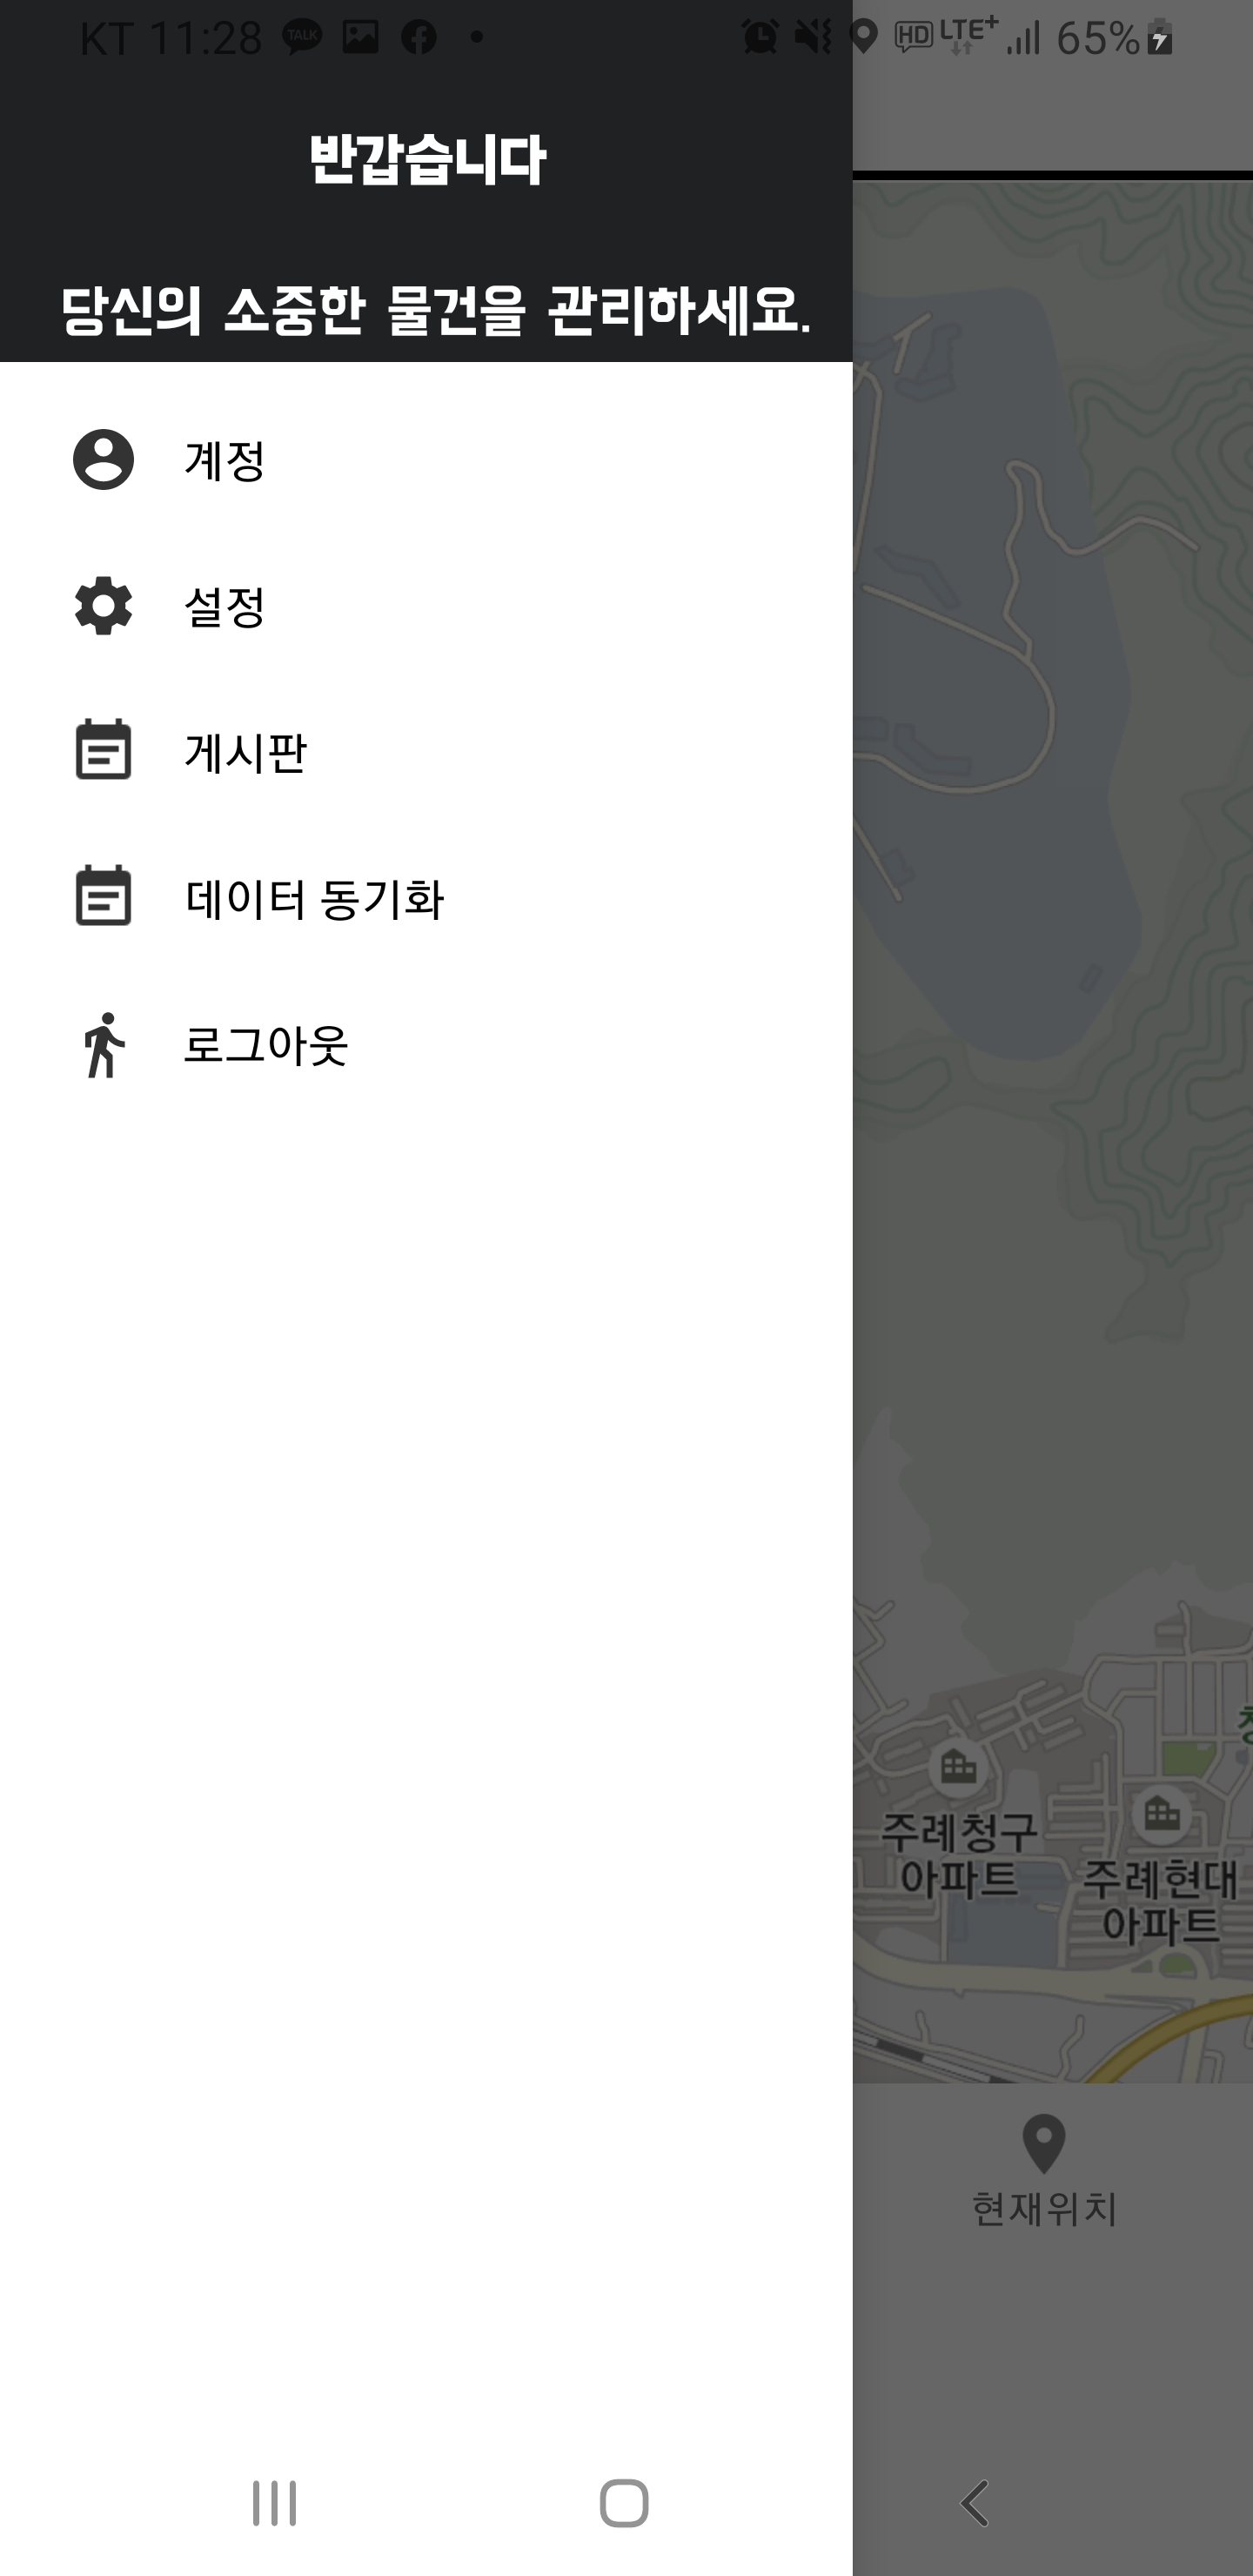 KT 11:28 TALK HD LTE+ 65%
반갑습니다
당신의 소중한 물건을 관리하세요.
계정
설정
게시판
데이터 동기화
로그아웃
주례청구
아파트
주례현대
아파트
현재위치